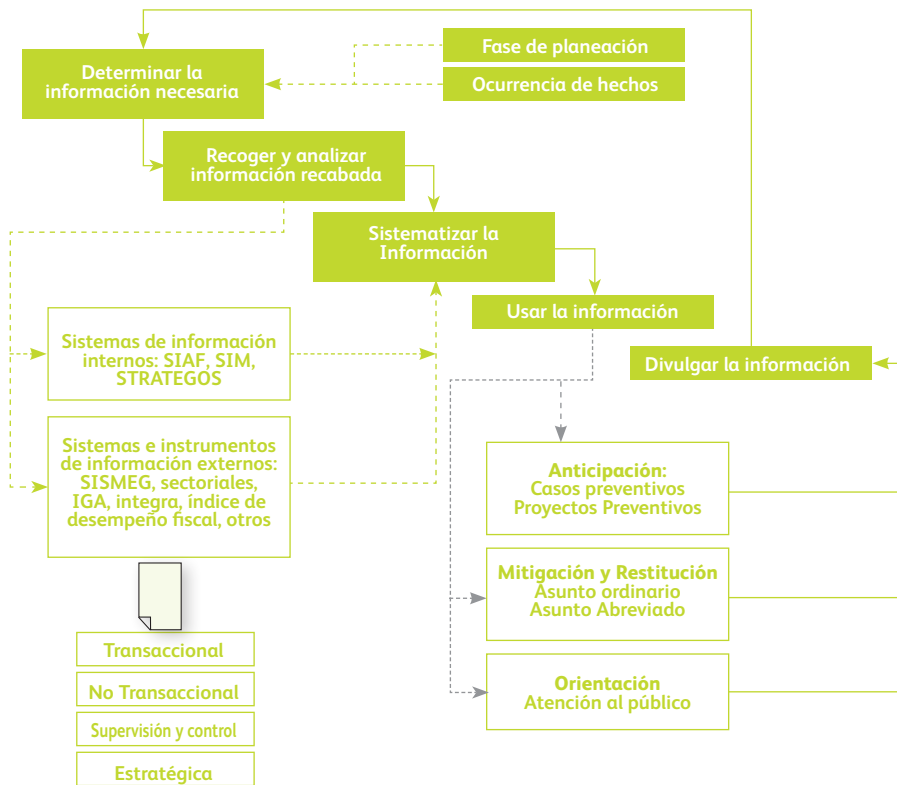 Fase de planeación
Ocurrencia de hechos
Determinar la
información necesaria
Recoger y analizar
información recabada
Sistematizar la
Información
Usar la información
Divulgar la información
Sistemas de información
internos: SIAF, SIM,
STRATEGOS
Sistemas e instrumentos
de información externos:
SISMEG, sectoriales,
IGA, integra, índice de
desempeño fiscal, otros
Anticipación:
Casos preventivos
Proyectos Preventivos
Mitigación y Restitución
Asunto ordinario
Asunto Abreviado
Orientación
Atención al público
Transaccional
No Transaccional
Supervisión y control
Estratégica